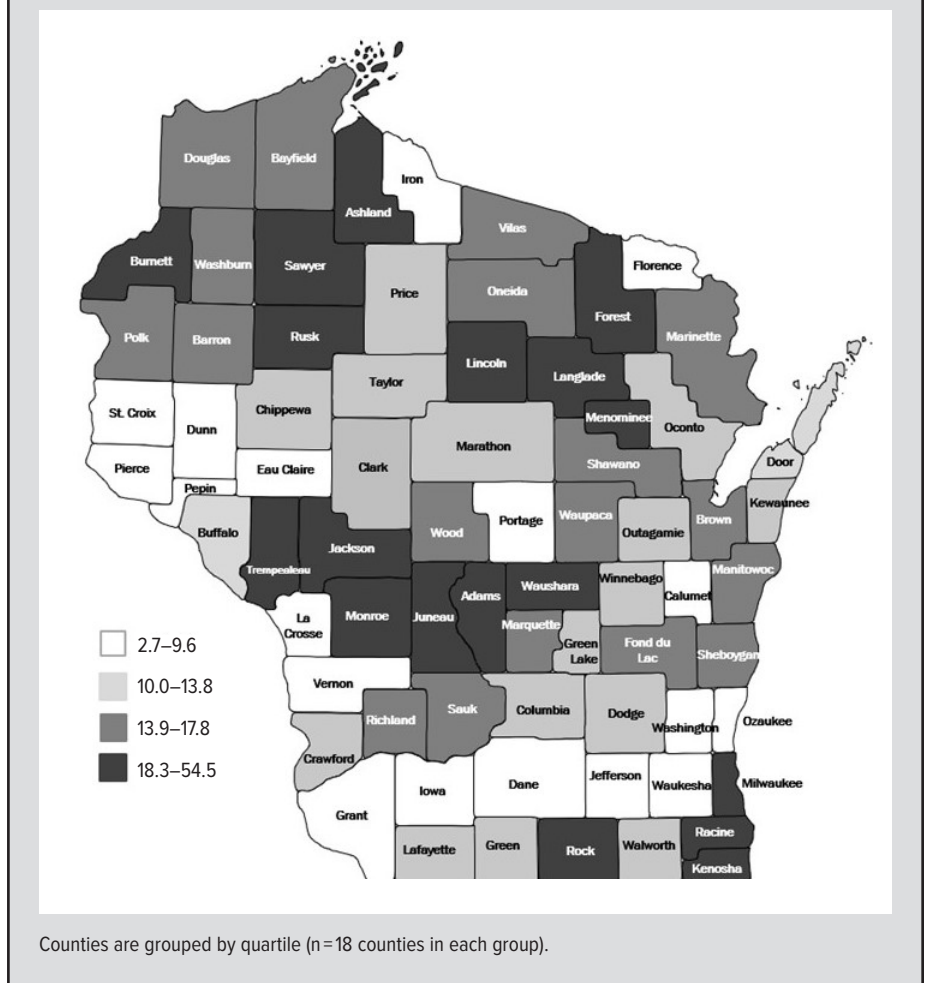 Douglas
Bayfield
Iron
Ashland
Vilas
Burnett
Washburn
Sawyer
Florence
Price
Oneida
Forest
Polk
Barron
Rusk
Marinette
Lincoln
Langlade
Taylor
St. Croix
Chippewa
Menominee
Dunn
Oconto
Marathon
Pierce
Eau Claire
Clark
Shawano
Door
Pepin
Kewaunee
Buffalo
Wood
Portage
Waupaca
Outagamie
Brown
Jackson
Trempealeau
Manitowoc
Winnebago
Waushara
Calumet
Adams
La
Crosse
Monroe
Juneau
Marquette
Green
Lake
Fond du
Lac
Sheboygan
2.7–9.6
10.0–13.8
13.9–17.8
18.3–54.5
Vernon
Richland
Sauk
Columbia
Dodge
Washington
Ozaukee
Crawford
Grant
Iowa
Dane
Jefferson
Waukesha
Milwaukee
Lafayette
Green
Rock
Walworth
Racine
Kenosha
Counties are grouped by quartile (n=18 counties in each group).